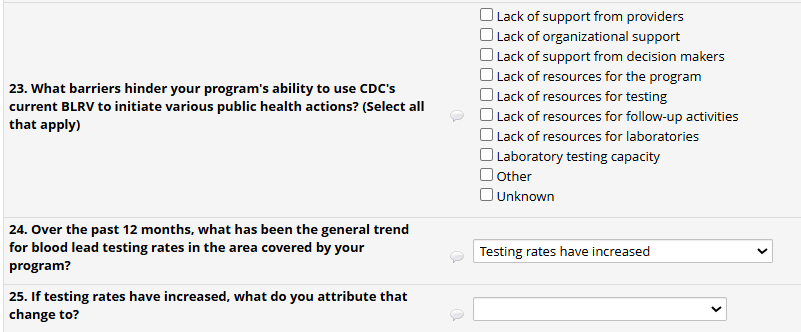 Lack of support from providers
Lack of organizational support
Lack of support from decision makers
Lack of resources for the program
23. What barriers hinder your program's ability to use CDC's
current BLRV to initiate various public health actions? (Select all
that apply)
Lack of resources for testing
Lack of resources for follow-up activities
Lack of resources for laboratories
Laboratory testing capacity
Other
Unknown
24. Over the past 12 months, what has been the general trend
for blood lead testing rates in the area covered by your
program?
Testing rates have increased
25. If testing rates have increased, what do you attribute that
change to?